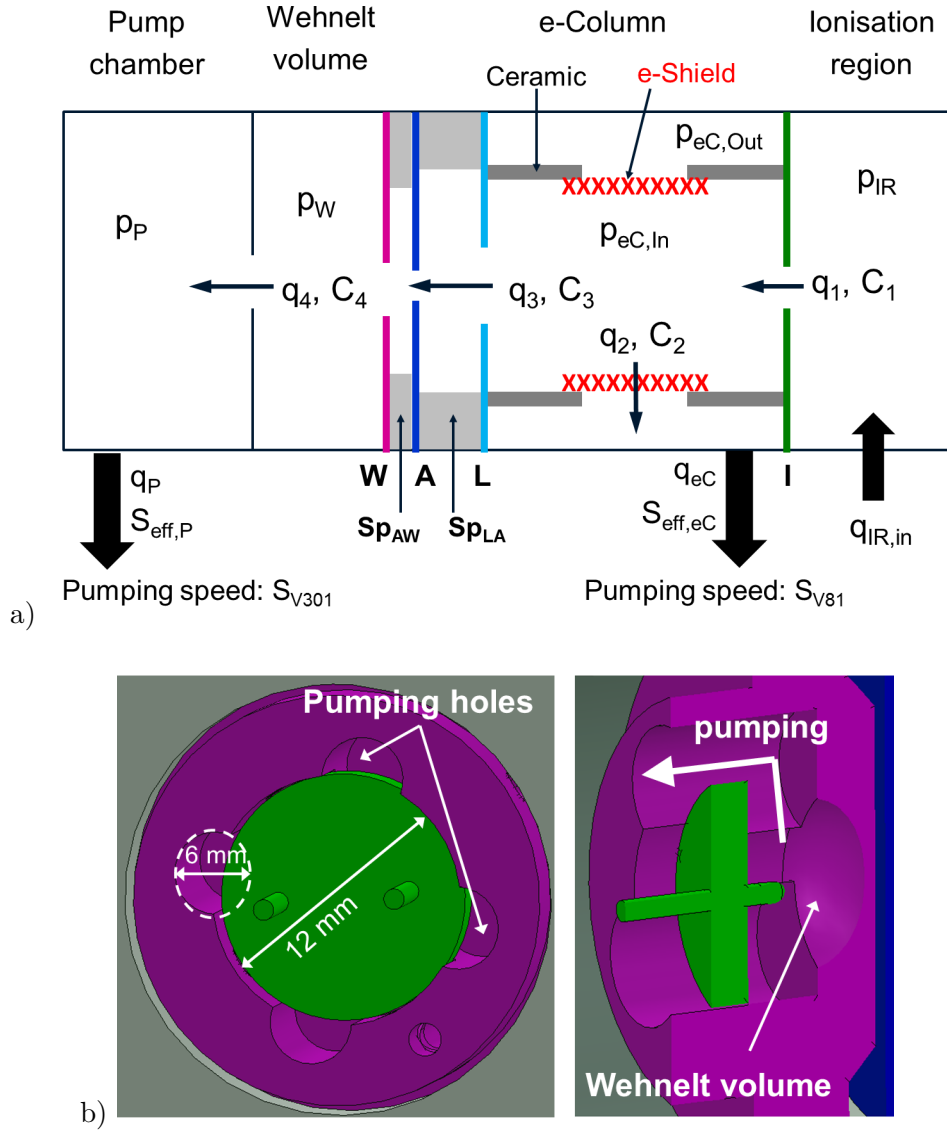 Pump chamber
Wehnelt volume
e-Column
Ionisation region
Ceramic
e-Shield
p_eC,Out
p_P
p_W
p_eC,In
p_IR
q_4, C_4
q_3, C_3
q_1, C_1
q_2, C_2
XXXXXXXXXX
XXXXXXXXXX
W
A
L
I
q_P
S_eff,P
Sp_AW
Sp_LA
q_eC
S_eff,eC
q_IR,in
Pumping speed: S_V301
Pumping speed: S_V81
a)
Pumping holes
6 mm
12 mm
pumping
Wehnelt volume
b)